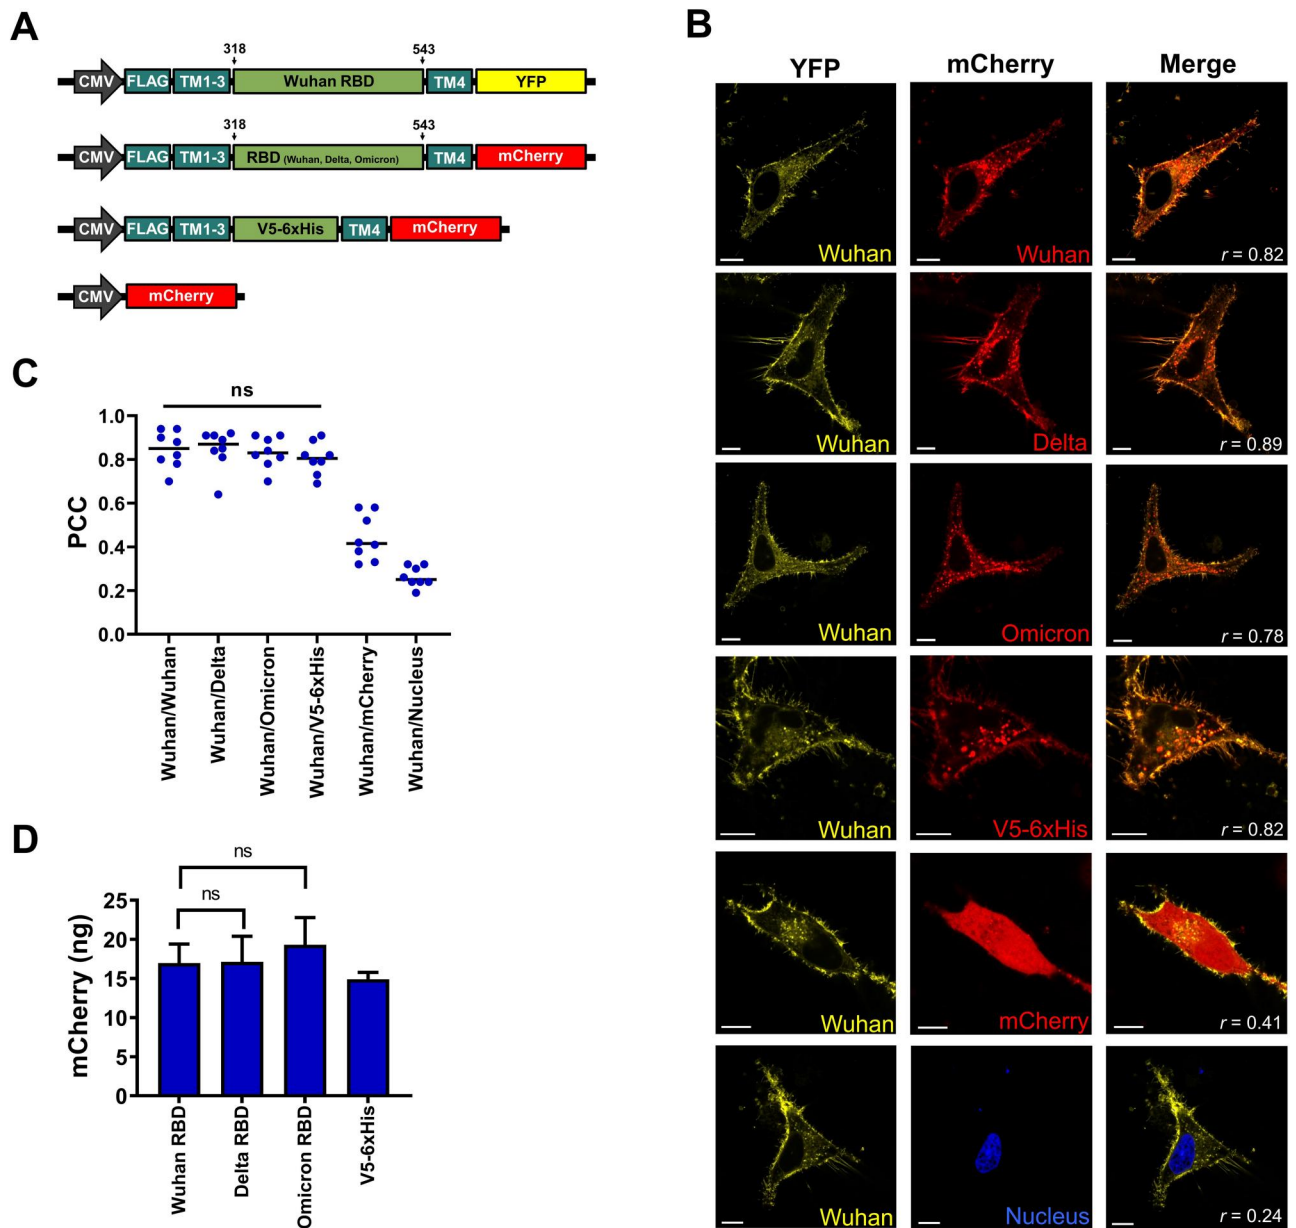 A
318
543
CMV
FLAG
TM1-3
Wuhan RBD
TM4
YFP
318
543
CMV
FLAG
TM1-3
RBD (Wuhan, Delta, Omicron)
TM4
mCherry
CMV
FLAG
TM1-3
V5-6xHis
TM4
mCherry
CMV
mCherry
B
YFP
mCherry
Merge
Wuhan
Wuhan
r = 0.82
Wuhan
Delta
r = 0.89
Wuhan
Omicron
r = 0.78
Wuhan
V5-6xHis
r = 0.82
Wuhan
mCherry
r = 0.41
Wuhan
Nucleus
r = 0.24
C
ns
PCC
1.0
0.8
0.6
0.4
0.2
0.0
Wuhan/Wuhan
Wuhan/Delta
Wuhan/Omicron
Wuhan/V5-6xHis
Wuhan/mCherry
Wuhan/Nucleus
D
ns
ns
mCherry (ng)
25
20
15
10
5
0
Wuhan RBD
Delta RBD
Omicron RBD
V5-6xHis